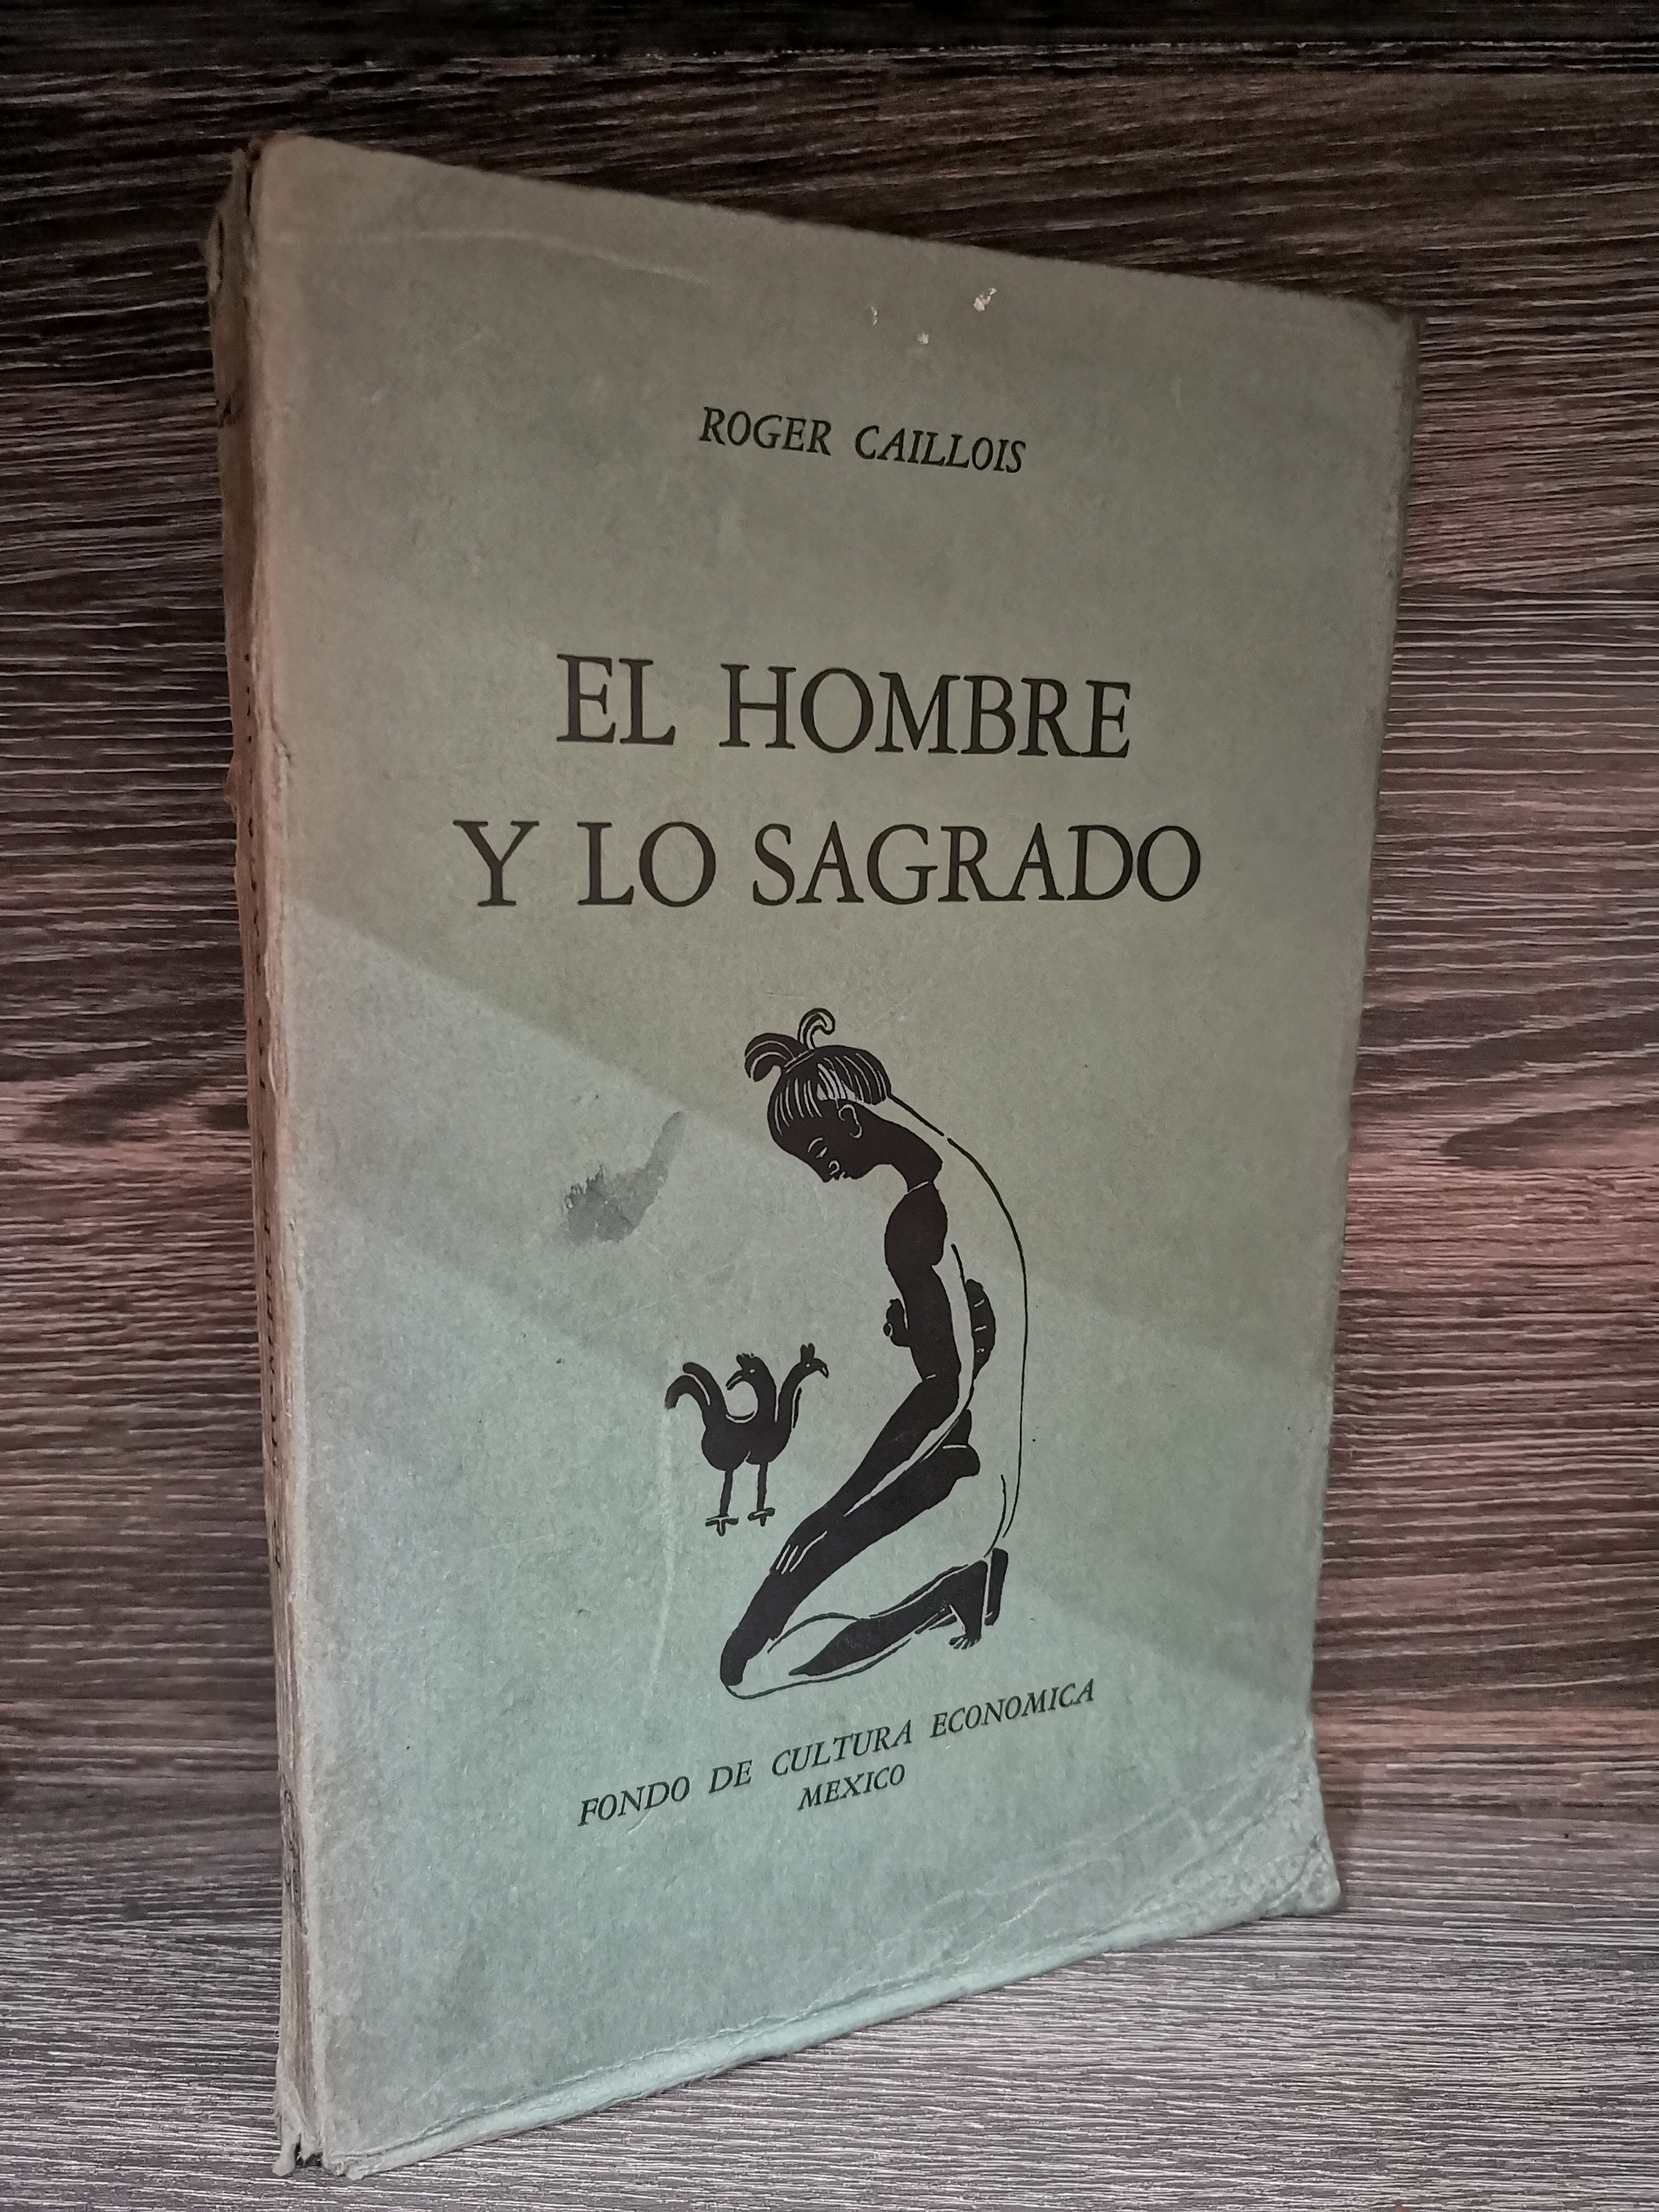 ROGER CAILLOIS
EL HOMBRE
Y LO SAGRADO
FONDO DE CULTURA ECONOMICA
MEXICO